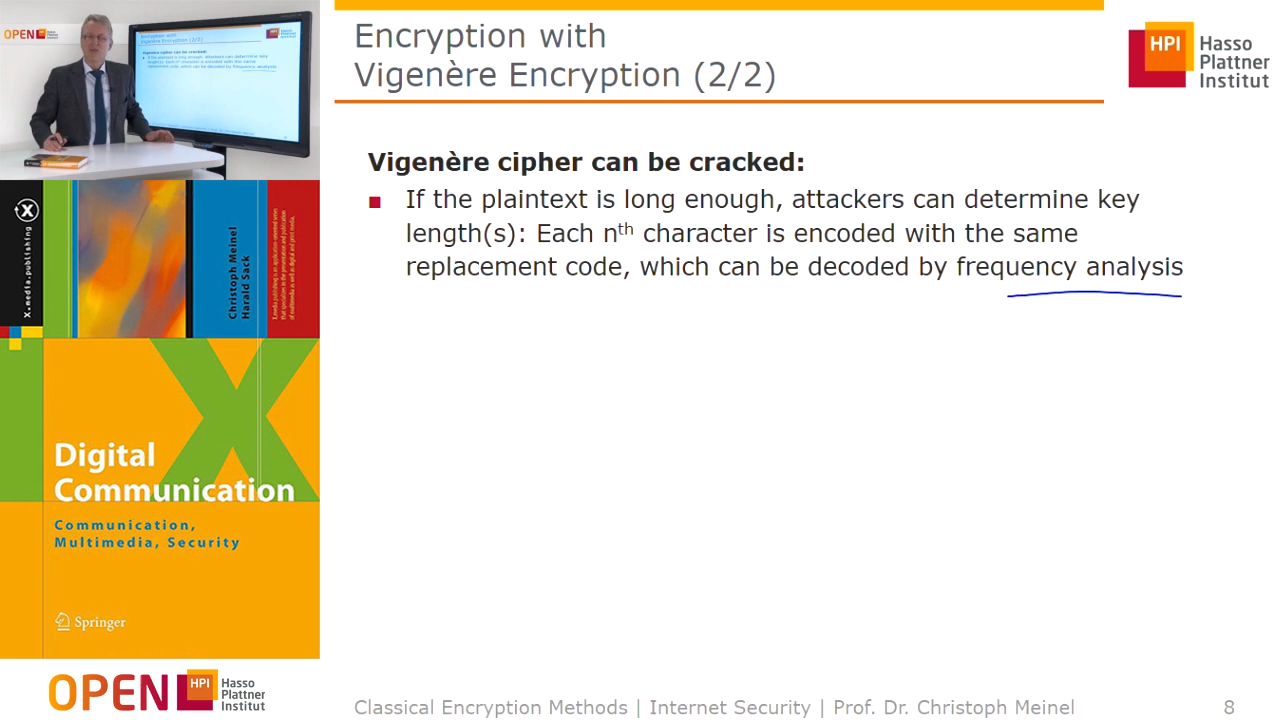 Encryption with
Vigenère Encryption (2/2)
HPI Hasso
Plattner
Institut
OPEN
Vigenère cipher can be cracked:
If the plaintext is long enough, attackers can determine key
length(s): Each nth character is encoded with the same
replacement code, which can be decoded by frequency analysis
X.media.publishing
Christoph Meinel
Harald Sack
Digital
Communication
Communication,
Multimedia, Security
Springer
OPEN HPI Hasso
Plattner
Institut
Classical Encryption Methods | Internet Security | Prof. Dr. Christoph Meinel
8